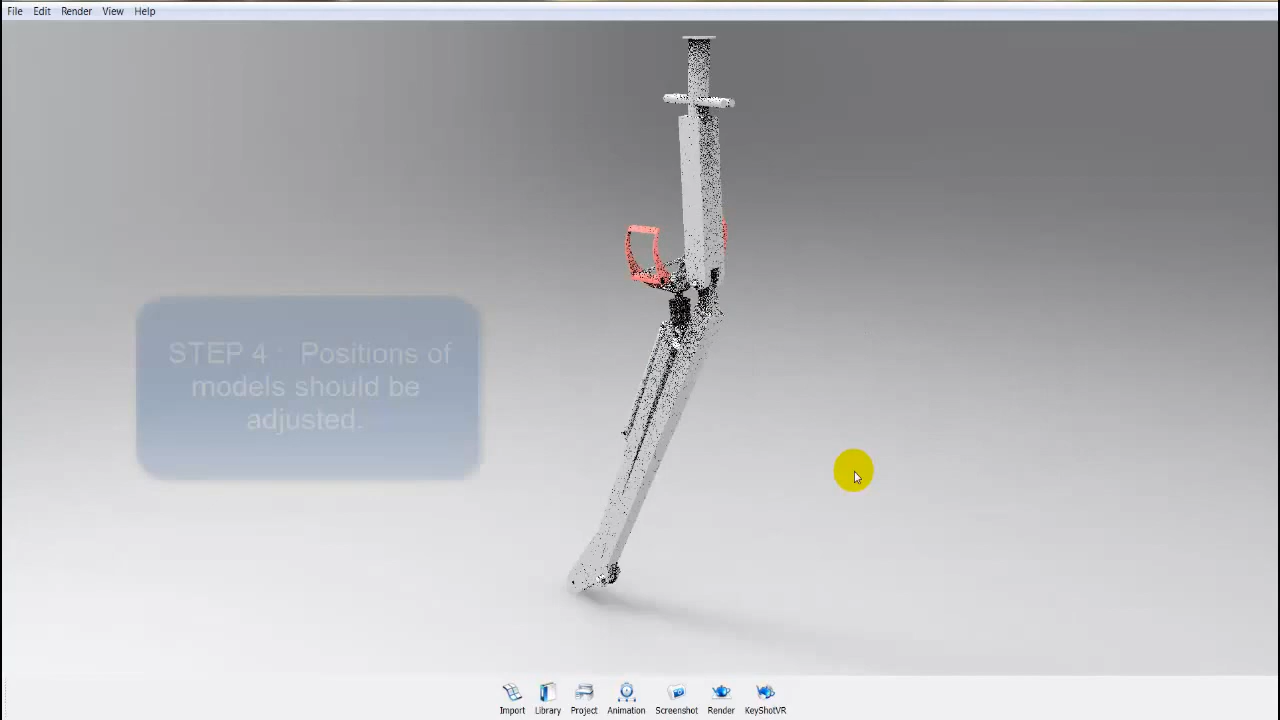 File Edit Render View Help
STEP 4 : Positions of
models should be
adjusted.
Import Library Project Animation Screenshot Render KeyShotVR